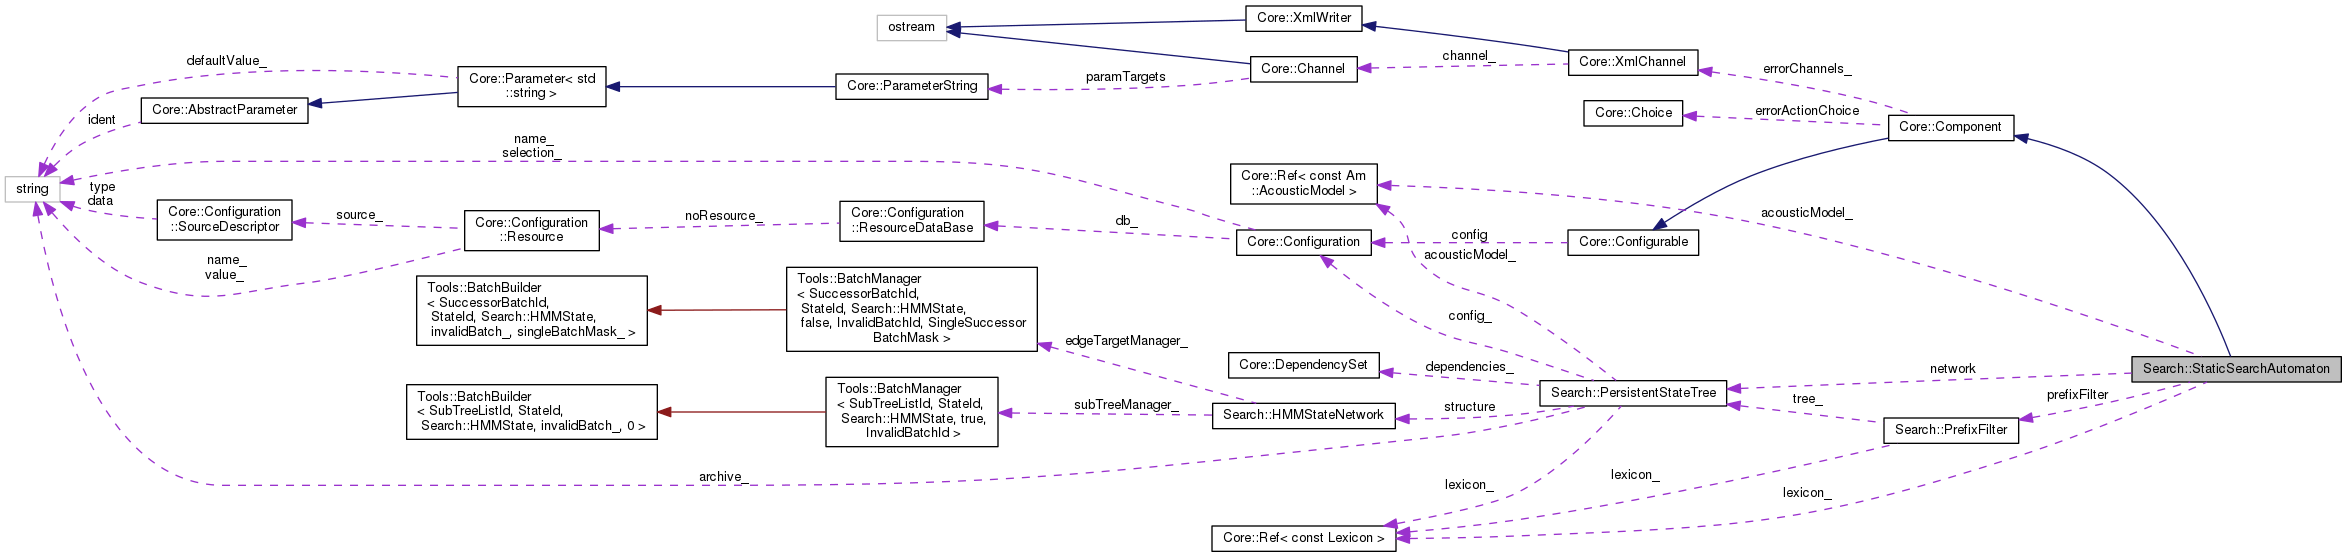 Core::XmlWriter
ostream
defaultValue_
Core::Parameter< std
::string >
paramTargets
Core::ParameterString
Core::Channel
channel_
Core::XmlChannel
errorChannels_
Core::AbstractParameter
ident
Core::Choice
errorActionChoice
Core::Component
name_
selection_
string
type
data
Core::Configuration
::SourceDescriptor
source_
Core::Configuration
::Resource
noResource_
Core::Configuration
::ResourceDataBase
db_
Core::Ref< const Am
::AcousticModel >
Core::Configuration
config
Core::Configurable
acousticModel_
acousticModel_
name_
value_
Tools::BatchBuilder
< SuccessorBatchId,
StateId, Search::HMMState,
invalidBatch_, singleBatchMask_ >
Tools::BatchManager
< SuccessorBatchId,
StateId, Search::HMMState,
false, InvalidBatchId, SingleSuccessor
BatchMask >
edgeTargetManager_
config_
Core::DependencySet
dependencies_
Search::PersistentStateTree
network
Search::StaticSearchAutomaton
Tools::BatchBuilder
< SubTreeListId, StateId,
Search::HMMState, invalidBatch_, 0 >
Tools::BatchManager
< SubTreeListId, StateId,
Search::HMMState, true,
InvalidBatchId >
subTreeManager_
Search::HMMStateNetwork
structure
tree_
prefixFilter
Search::PrefixFilter
archive_
lexicon_
lexicon_
lexicon_
Core::Ref< const Lexicon >